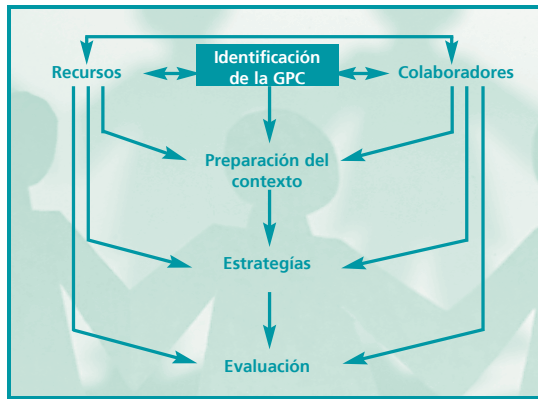 Identificación
de la GPC
Recursos
Colaboradores
Preparación del
contexto
Estrategías
Evaluación